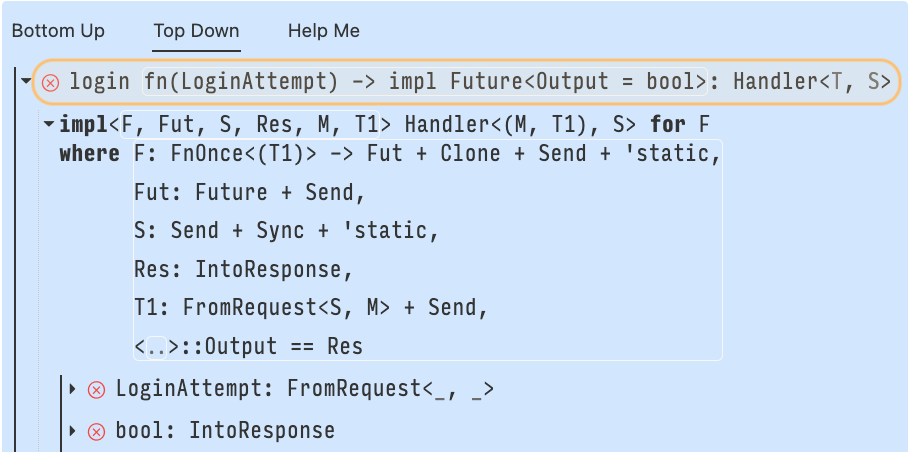 Bottom Up Top Down Help Me
login fn(LoginAttempt) -> impl Future<Output = bool>: Handler<T, S>
impl<F, Fut, S, Res, M, T1> Handler<(M, T1), S> for F
where F: FnOnce<(T1)> -> Fut + Clone + Send + 'static,
Fut: Future + Send,
S: Send + Sync + 'static,
Res: IntoResponse,
T1: FromRequest<S, M> + Send,
<..>::Output == Res
LoginAttempt: FromRequest<_, _>
bool: IntoResponse